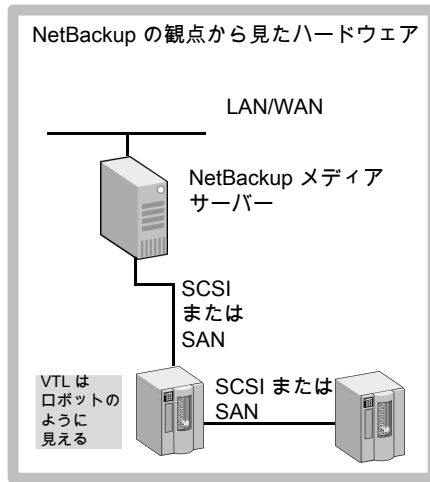 NetBackup の観点から見たハードウェア
LAN/WAN
NetBackup メディア
サーバー
SCSI
または
SAN
VTL は
ロボットの
ように
見える
SCSI または
SAN